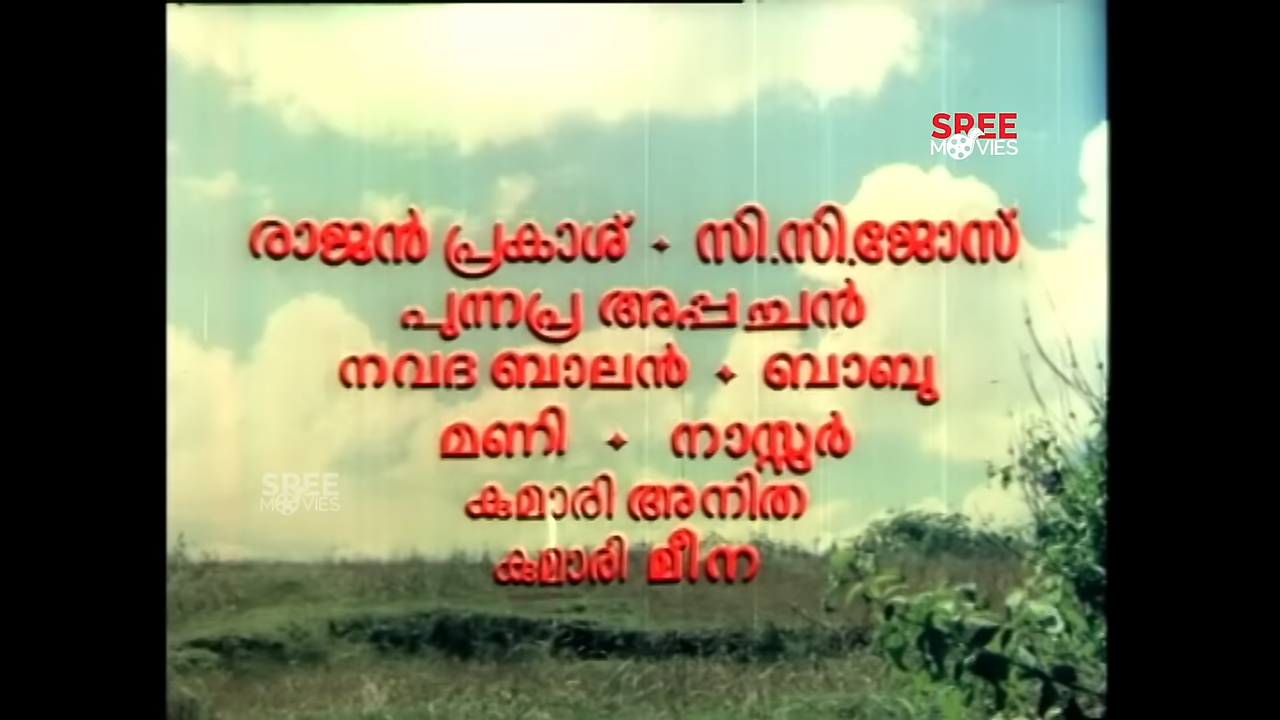 SREE
MOVIES
രാജൻ പ്രകാശ് • സി.സി.ജോസ്
പുന്നപ്ര അപ്പച്ചൻ
നവദ ബാലൻ • ബാബു
മണി • നാസ്സർ
കുമാരി അനിത
SREE
MOVIES
കുമാരി മീന